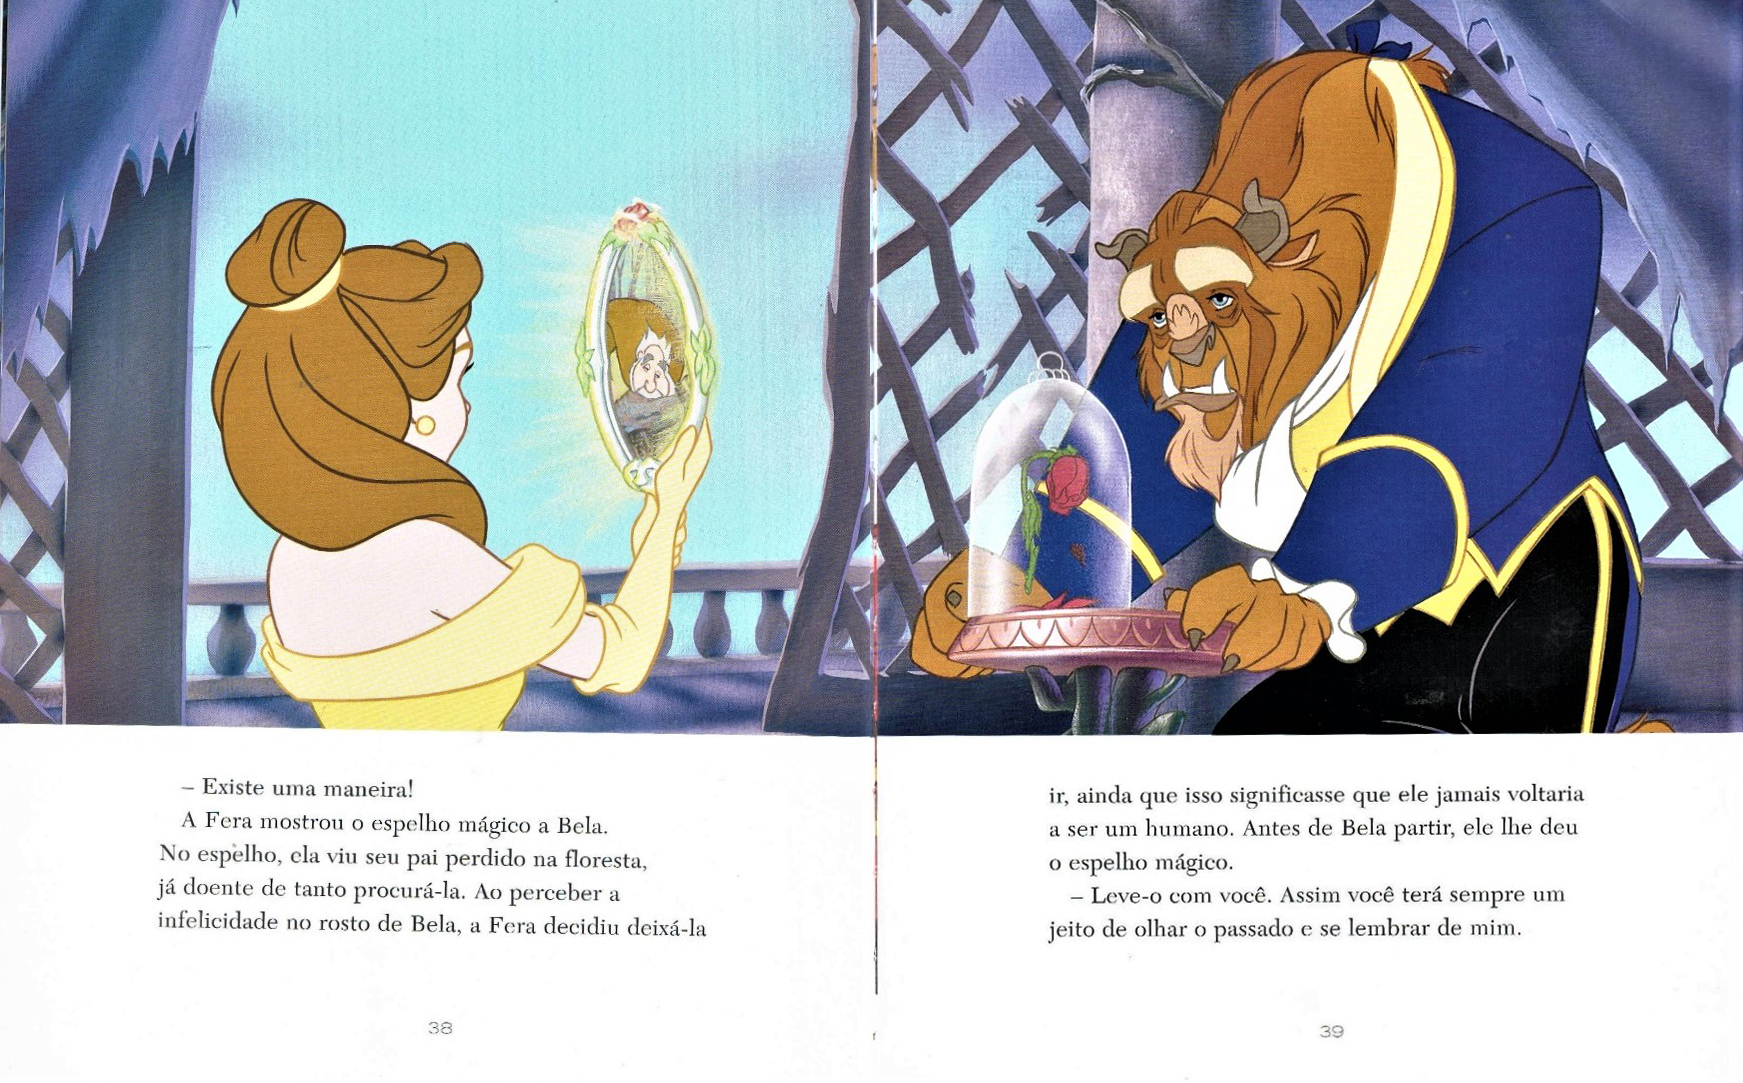 – Existe uma maneira!
A Fera mostrou o espelho mágico a Bela.
No espelho, ela viu seu pai perdido na floresta,
já doente de tanto procurá-la. Ao perceber a
infelicidade no rosto de Bela, a Fera decidiu deixá-la
38
ir, ainda que isso significasse que ele jamais voltaria
a ser um humano. Antes de Bela partir, ele lhe deu
o espelho mágico.
– Leve-o com você. Assim você terá sempre um
jeito de olhar o passado e se lembrar de mim.
39